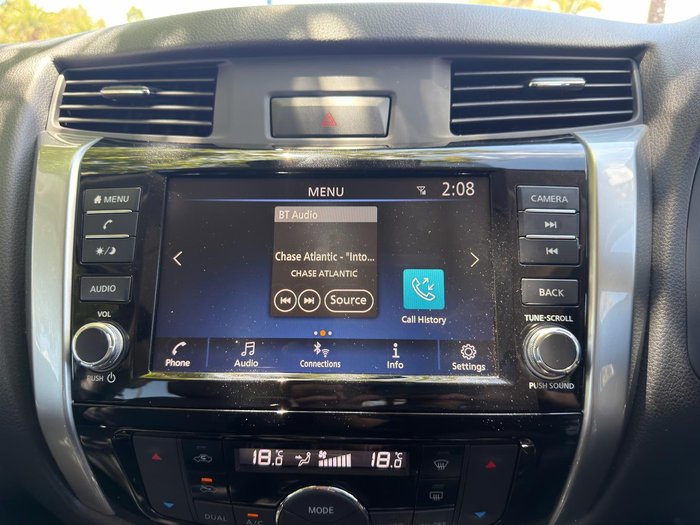 MENU 2:08
MENU
CAMERA
BT Audio
Chase Atlantic - "Into...
CHASE ATLANTIC
Source
AUDIO
BACK
Call History
VOL
TUNE·SCROLL
PUSH
PUSH SOUND
Phone Audio Connections Info Settings
18.0°C 18.0°C
MODE
DUAL A/C